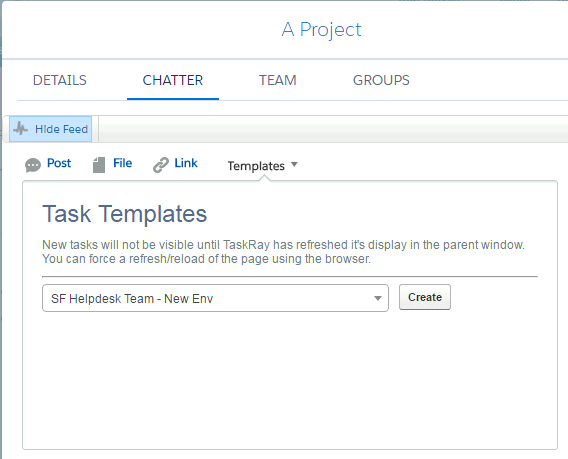 A Project
DETAILS CHATTER TEAM GROUPS
Hide Feed
Post File Link Templates
Task Templates
New tasks will not be visible until TaskRay has refreshed it's display in the parent window.
You can force a refresh/reload of the page using the browser.
SF Helpdesk Team - New Env Create